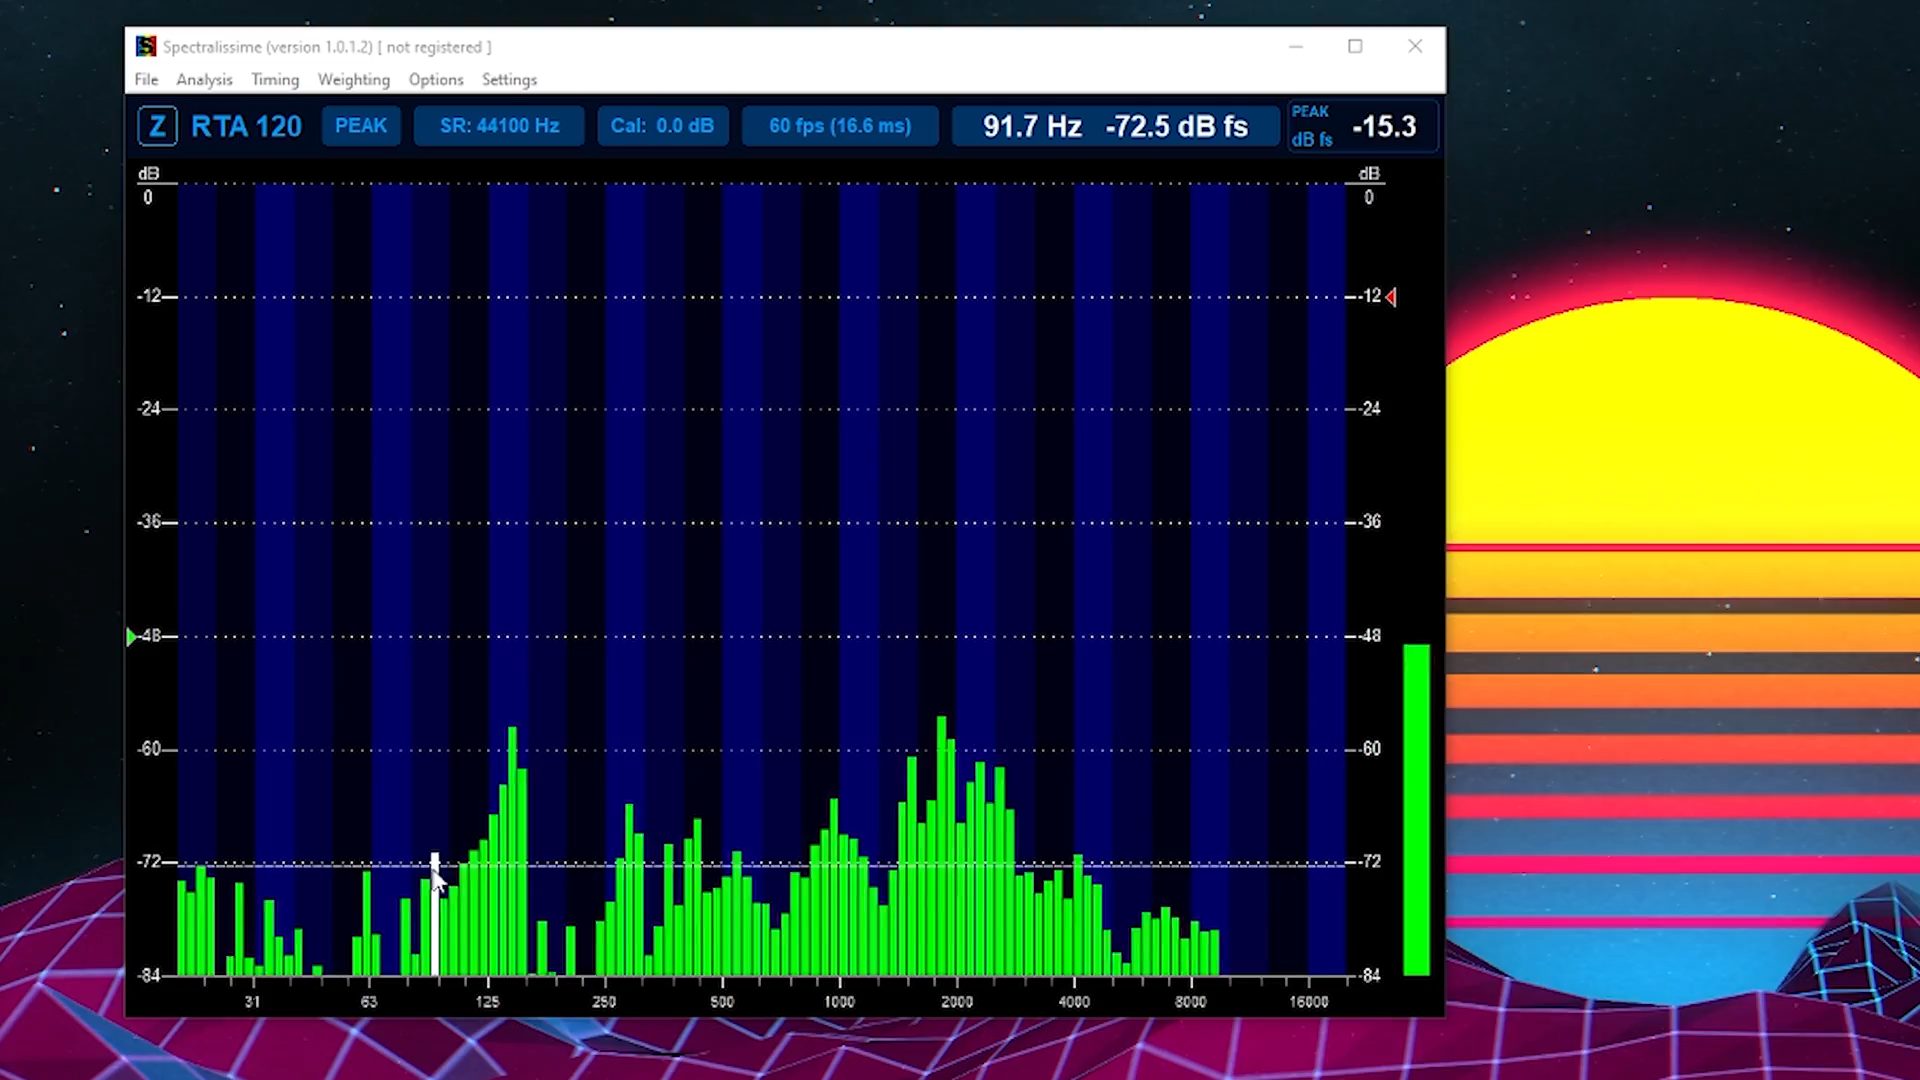 Spectralissime (version 1.0.1.2) [ not registered ]
File Analysis Timing Weighting Options Settings
Z RTA 120 PEAK SR: 44100 Hz Cal: 0.0 dB 60 fps (16.6 ms) 91.7 Hz -72.5 dB fs PEAK dB fs -15.3
dB dB
0 0
-12 -12
-24 -24
-36 -36
-48 -48
-60 -60
-72 -72
-84 -84
31 63 125 250 500 1000 2000 4000 8000 16000